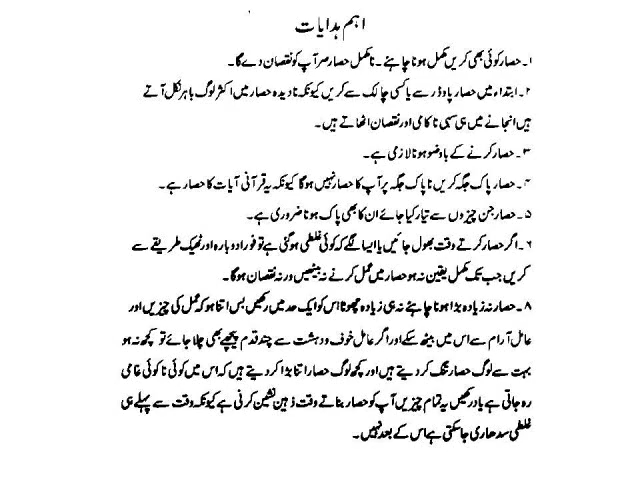 اہم ہدایات
۱۔ حصار کوئی بھی کریں مکمل ہونا چاہئے ۔ نامکمل حصار سر آپ کو نقصان دے گا۔
۲۔ ابتداء میں حصار پاوڈر سے یا کسی چالک سے کریں کیونکہ نادیدہ حصار میں اکثر لوگ باہر نکل آتے
ہیں انجانے میں ہی سہی ناکامی اور نقصان اٹھاتے ہیں ۔
۳۔ حصار کرنے کے باوضو ہونا لازمی ہے ۔
۴۔ حصار پاک جگہ کریں ناپاک جگہ پر آپ کا حصار نہیں ہوگا کیونکہ یہ قرآنی آیات کا حصار ہے ۔
۵۔ حصار جن چیزوں سے تیار کیا جائے ان کا بھی پاک ہونا ضروری ہے ۔
۶۔ اگر حصار کرتے وقت بھول جائیں یا ایسا لگے کہ کوئی غلطی ہو گئی ہے تو فورا دوبارہ اور ٹھیک طریقے سے
کریں جب تک مکمل یقین نہ ہو حصار میں عمل کرنے نہ بیٹھیں ورنہ نقصان ہوگا۔
۸۔ حصار نہ زیادہ بڑا ہونا چاہئے نہ ہی زیادہ چھوٹا اس کو ایک حد میں رکھیں بس اتنا ہو کہ عمل کی چیزیں اور
عامل آرام سے اس میں بیٹھ سکے اور اگر عامل خوف و دہشت سے چند قدم پیچھے بھی چلا جائے تو کچھ نہ ہو
بہت سے لوگ حصار تنگ کر دیتے ہیں اور کچھ لوگ حصار اتنا بڑا کر دیتے ہیں کہ اس میں کوئی نا کوئی خامی
رہ جاتی ہے یاد رکھیں یہ تمام چیزیں آپ کو حصار بناتے وقت ذہین نشین کرنی ہے کیونکہ وقت سے پہلے ہی
غلطی سدھاری جاسکتی ہے اس کے بعد نہیں ۔